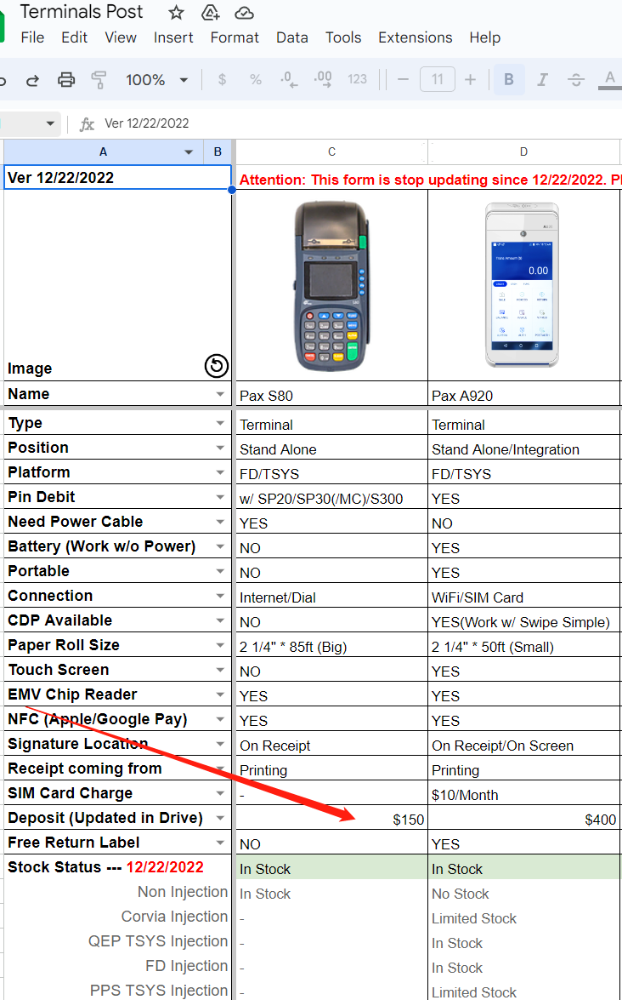 Terminals Post
File Edit View Insert Format Data Tools Extensions Help
100% $ % .0 .00 123 11 B I A
fx Ver 12/22/2022
A B C D
Ver 12/22/2022 Attention: This form is stop updating since 12/22/2022.
0.00
Image
Name Pax S80 Pax A920
Type Terminal Terminal
Position Stand Alone Stand Alone/Integration
Platform FD/TSYS FD/TSYS
Pin Debit w/ SP20/SP30(/MC)/S300 YES
Need Power Cable YES NO
Battery (Work w/o Power) NO YES
Portable NO YES
Connection Internet/Dial WiFi/SIM Card
CDP Available NO YES(Work w/ Swipe Simple)
Paper Roll Size 2 1/4" * 85ft (Big) 2 1/4" * 50ft (Small)
Touch Screen NO YES
EMV Chip Reader YES YES
NFC (Apple/Google Pay) YES YES
Signature Location On Receipt On Receipt/On Screen
Receipt coming from Printing Printing
SIM Card Charge - $10/Month
Deposit (Updated in Drive) $150 $400
Free Return Label NO YES
Stock Status --- 12/22/2022 In Stock In Stock
Non Injection In Stock No Stock
Corvia Injection - Limited Stock
QEP TSYS Injection - In Stock
FD Injection - In Stock
PPS TSYS Injection - Limited Stock